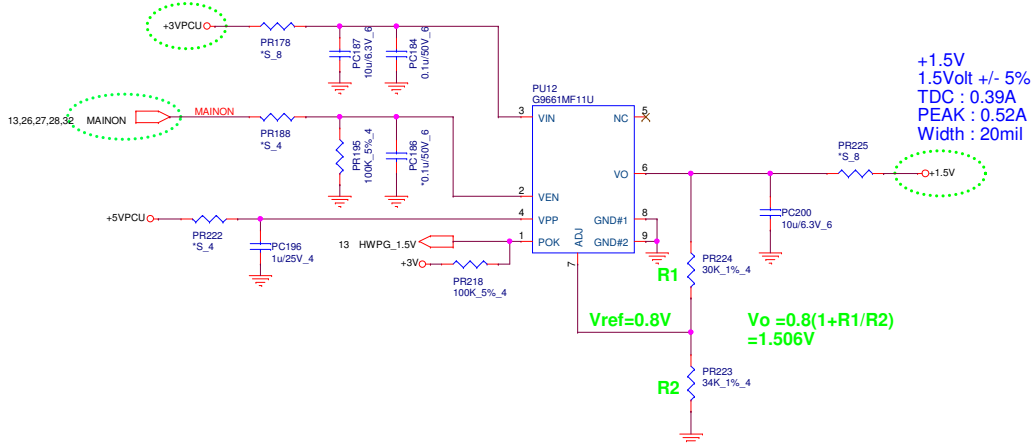 +3VPCU
PR178
*S_8
PC187
10u/6.3V_6
PC184
0.1u/50V_6
PU12
G9661MF11U
+1.5V
1.5Volt +/- 5%
TDC : 0.39A
PEAK : 0.52A
Width : 20mil
13,26,27,28,32
MAINON
MAINON
PR188
*S_4
PR195
100K_5%_4
PC186
*0.1u/50V_6
3
VIN
NC
5
2
VEN
VO
6
PR225
*S_8
+1.5V
+5VPCU
PR222
*S_4
PC196
1u/25V_4
4
VPP
GND#1
8
13
HWPG_1.5V
1
POK
GND#2
9
ADJ
7
+3V
PR218
100K_5%_4
PC200
10u/6.3V_6
R1
PR224
30K_1%_4
Vref=0.8V
Vo =0.8(1+R1/R2)
=1.506V
R2
PR223
34K_1%_4